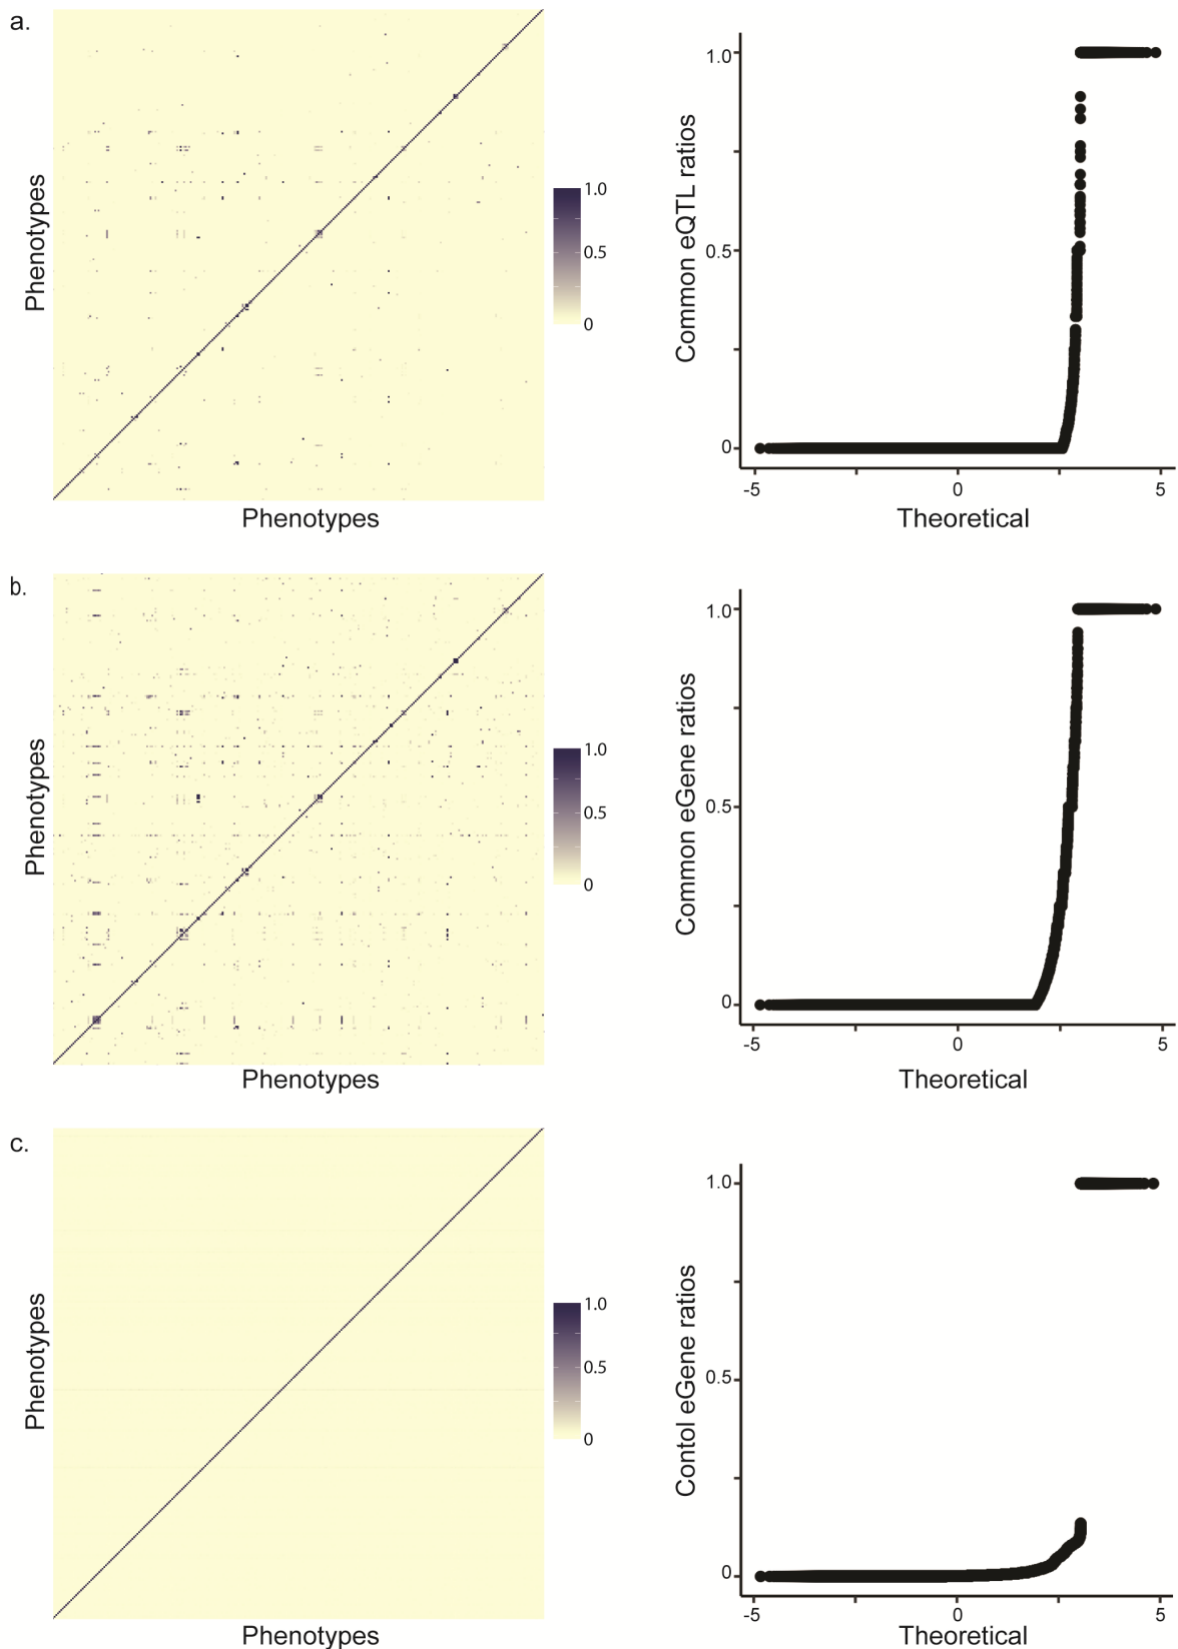 a.
Phenotypes
Phenotypes
1.0
0.5
0
Common eQTL ratios
1.0
0.5
0
-5 0 5
Theoretical
b.
Phenotypes
Phenotypes
1.0
0.5
0
Common eGene ratios
1.0
0.5
0
-5 0 5
Theoretical
c.
Phenotypes
Phenotypes
1.0
0.5
0
Contol eGene ratios
1.0
0.5
0
-5 0 5
Theoretical